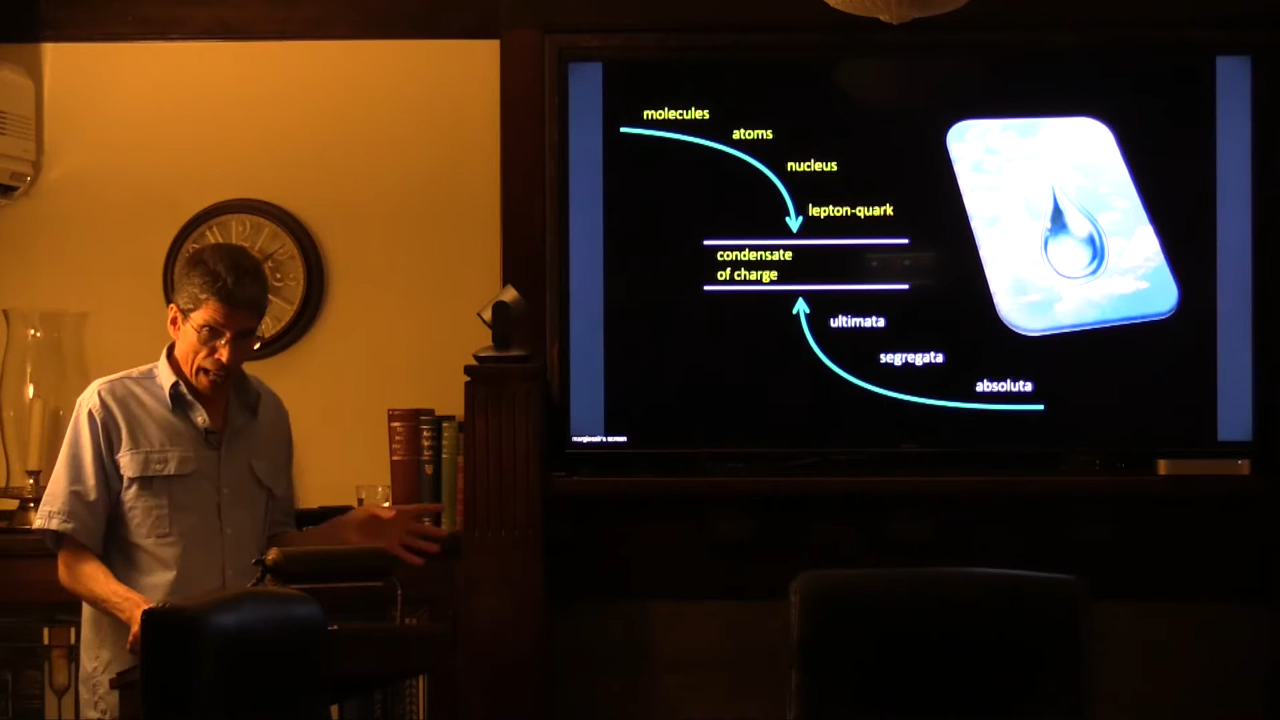 molecules
atoms
nucleus
lepton-quark
condensate
of charge
ultimata
segregata
absoluta